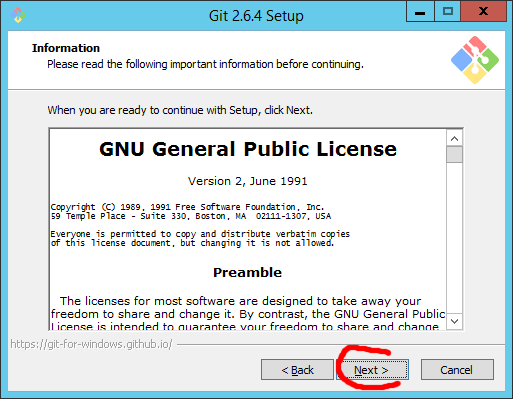 Git 2.6.4 Setup
Information
Please read the following important information before continuing.
When you are ready to continue with Setup, click Next.
GNU General Public License
Version 2, June 1991
Copyright (C) 1989, 1991 Free Software Foundation, Inc.
59 Temple Place - Suite 330, Boston, MA  02111-1307, USA
Everyone is permitted to copy and distribute verbatim copies
of this license document, but changing it is not allowed.
Preamble
The licenses for most software are designed to take away your
freedom to share and change it. By contrast, the GNU General Public
License is intended to guarantee your freedom to share and change
https://git-for-windows.github.io/
< Back
Next >
Cancel